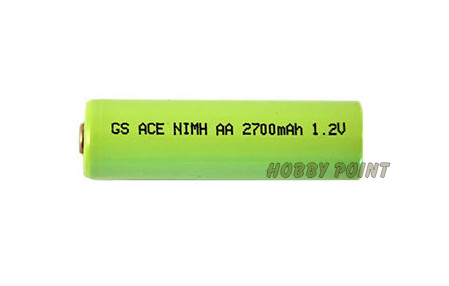 GS ACE NIMH AA 2700mAh 1.2V
HOBBY POINT